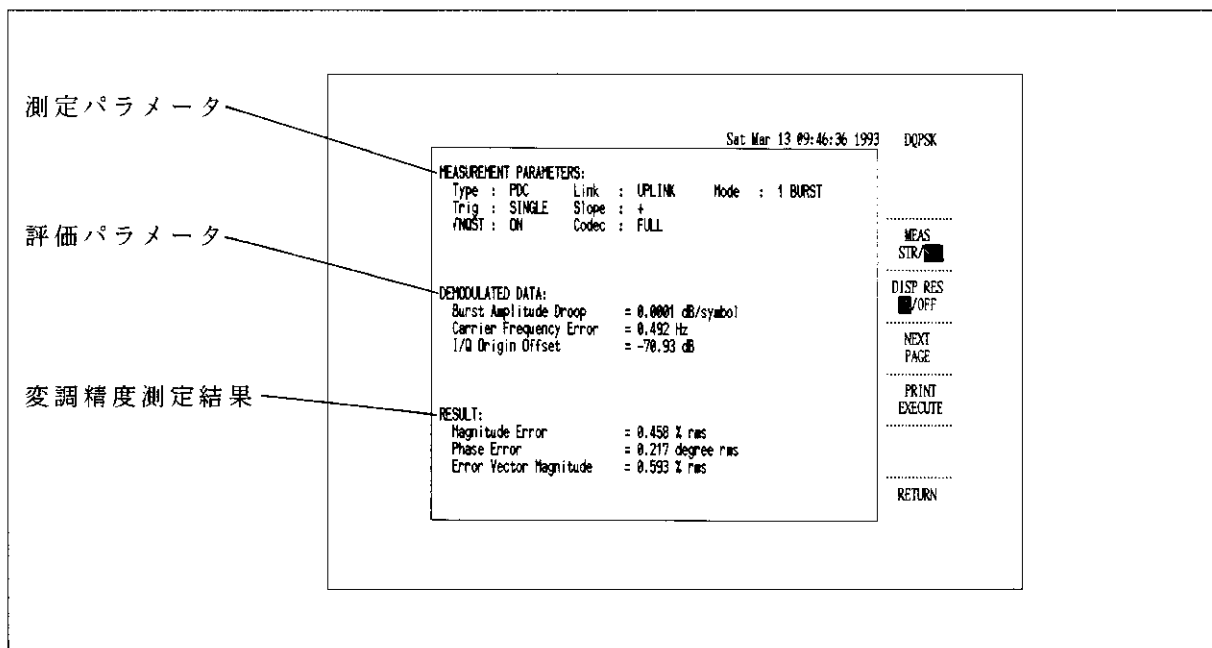 測定パラメータ
評価パラメータ
変調精度測定結果
Sat Mar 13 09:46:36 1993 DQPSK
MEASUREMENT PARAMETERS:
Type : PDC Link : UPLINK Mode : 1 BURST
Trig : SINGLE Slope : +
√NQST : ON Codec : FULL
DEMODULATED DATA:
Burst Amplitude Droop = 0.0001 dB/symbol
Carrier Frequency Error = 0.492 Hz
I/Q Origin Offset = -70.93 dB
RESULT:
Magnitude Error = 0.458 % rms
Phase Error = 0.217 degree rms
Error Vector Magnitude = 0.593 % rms
MEAS
STR/
DISP RES
/OFF
NEXT
PAGE
PRINT
EXECUTE
RETURN